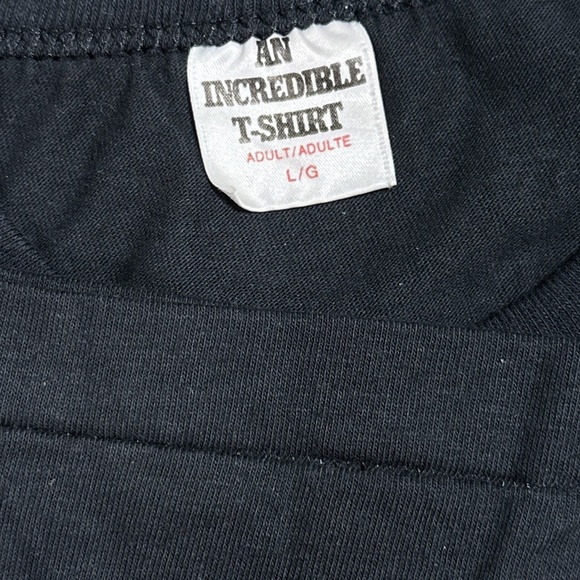 AN
INCREDIBLE
T-SHIRT
ADULT/ADULTE
L/G